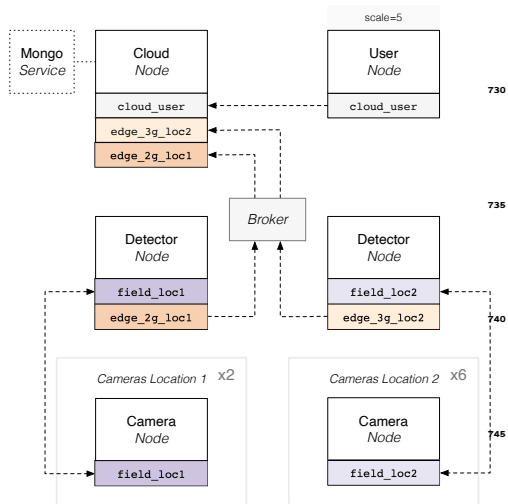 scale=5
Mongo
Service
Cloud
Node
User
Node
730
cloud_user
cloud_user
edge_3g_loc2
edge_2g_loc1
735
Broker
Detector
Node
Detector
Node
field_loc1
field_loc2
edge_2g_loc1
edge_3g_loc2
740
Cameras Location 1 x2
Cameras Location 2 x6
Camera
Node
Camera
Node
745
field_loc1
field_loc2